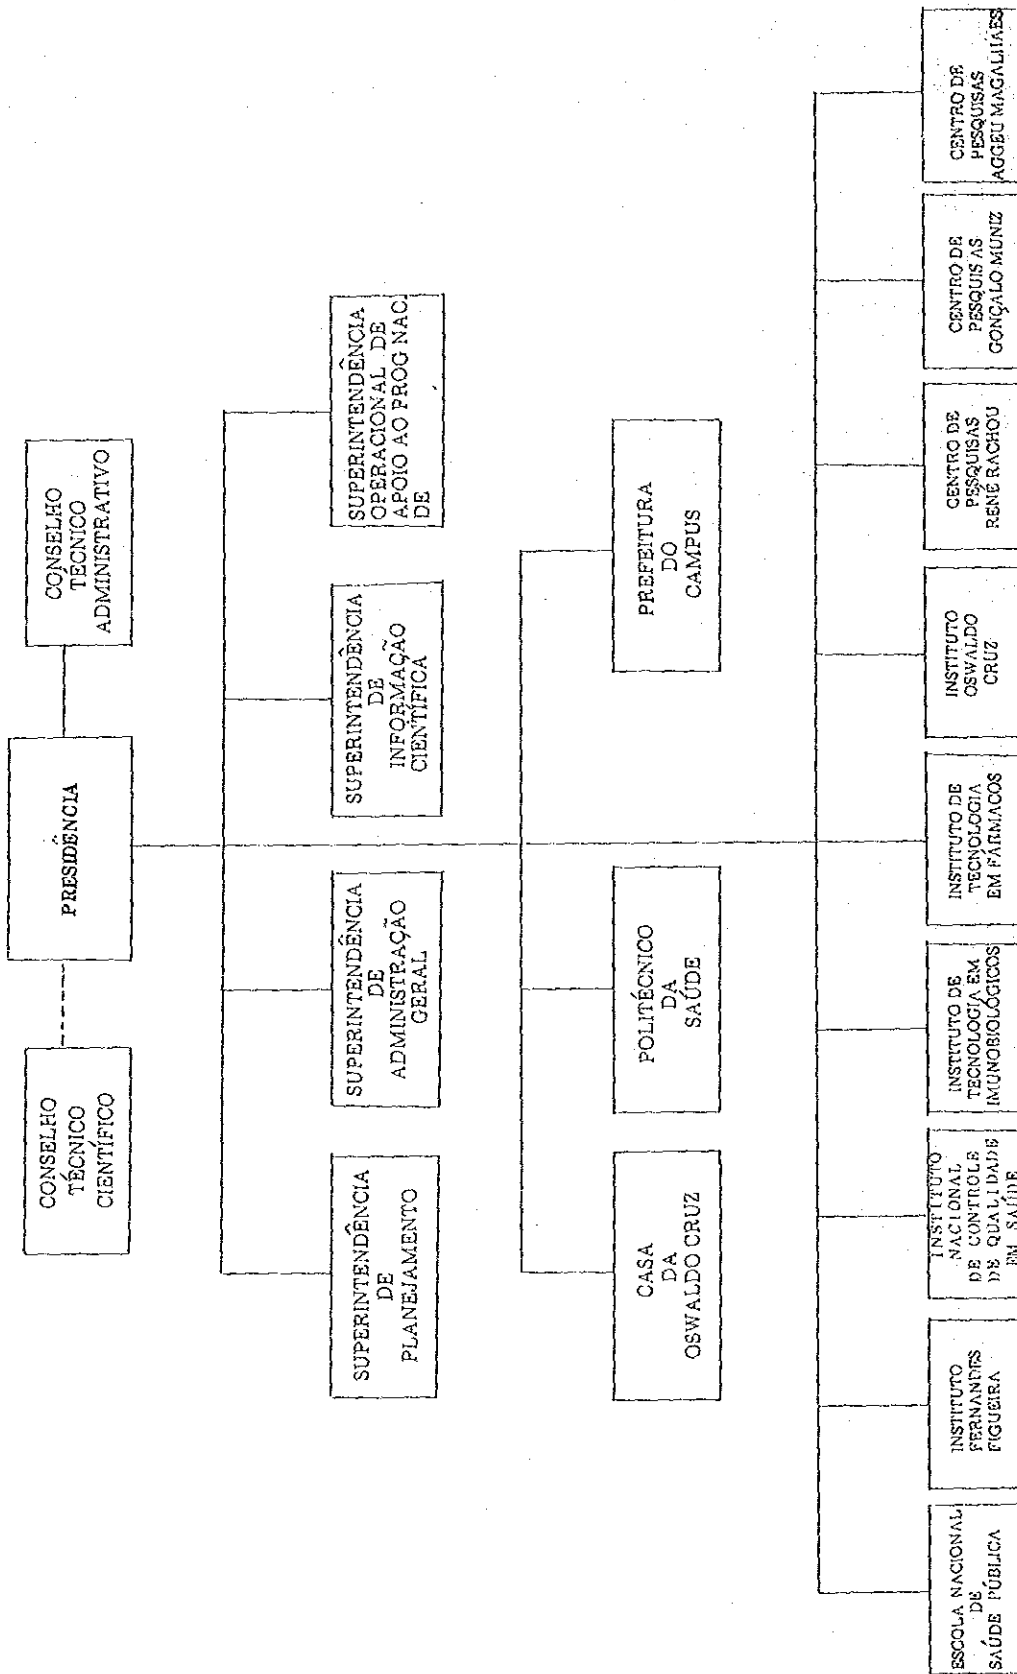 CONSELHO
TÉCNICO
CIENTÍFICO
PRESIDÊNCIA
CONSELHO
TECNICO
ADMINISTRATIVO
SUPERINTENDÊNCIA
DE
PLANEJAMENTO
SUPERINTENDÊNCIA
DE
ADMINISTRAÇÃO
GERAL
SUPERINTENDÊNCIA
DE
INFORMAÇÃO
CIENTÍFICA
SUPERINTENDÊNCIA
OPERACIONAL DE
APOIO AO PROG NAC
DE
CASA
DA
OSWALDO CRUZ
POLITÉCNICO
DA
SAÚDE
PREFEITURA
DO
CAMPUS
ESCOLA NACIONAL
DE
SAÚDE PÚBLICA
INSTITUTO
FERNANDES
FIGUEIRA
INSTITUTO
NACIONAL
DE CONTROLE
DE QUALIDADE
EM SAÚDE
INSTITUTO DE
TECNOLOGIA EM
IMUNOBIOLÓGICOS
INSTITUTO DE
TECNOLOGIA
EM FÁRMACOS
INSTITUTO
OSWALDO
CRUZ
CENTRO DE
PESQUISAS
RENÉ RACHOU
CENTRO DE
PESQUISAS
GONÇALO MUNIZ
CENTRO DE
PESQUISAS
AGGEU MAGALHÃES